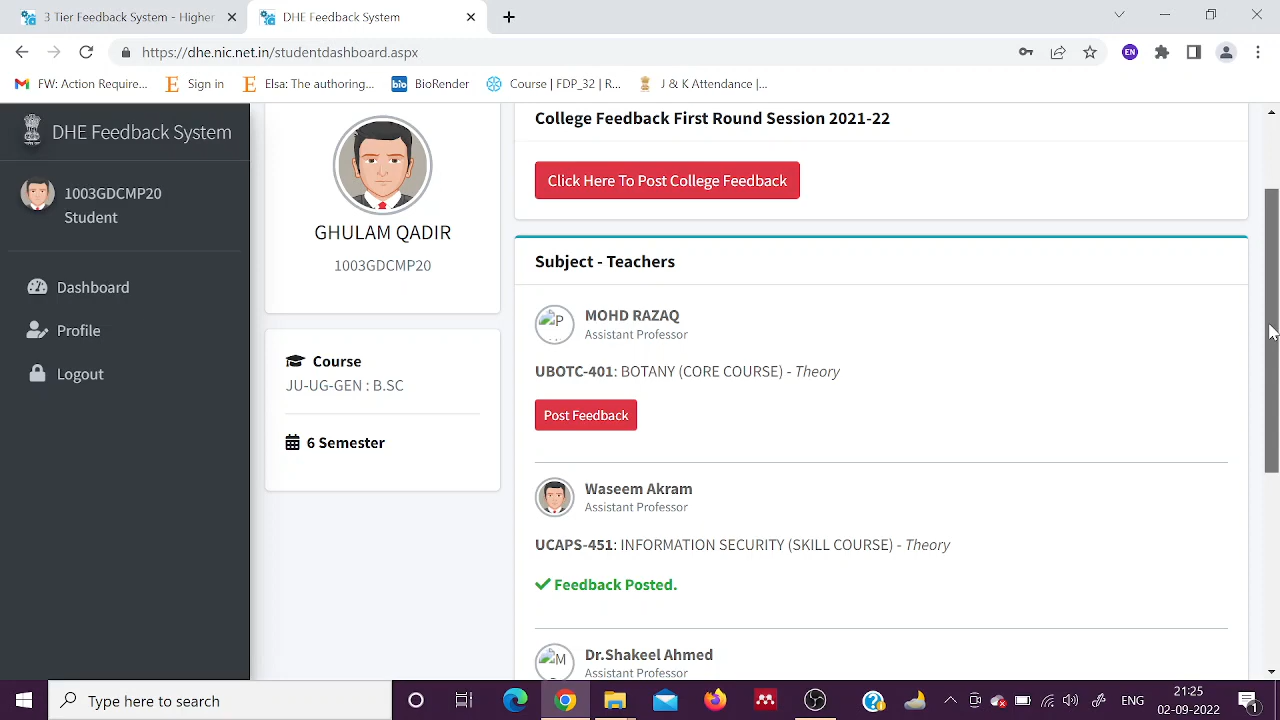 3 Tier Feedback System - Higher
DHE Feedback System
https://dhe.nic.net.in/studentdashboard.aspx
EN
FW: Action Require...
Sign in
Elsa: The authoring...
bio BioRender
Course | FDP_32 | R...
J & K Attendance |...
DHE Feedback System
1003GDCMP20
Student
Dashboard
Profile
Logout
GHULAM QADIR
1003GDCMP20
Course
JU-UG-GEN : B.SC
6 Semester
College Feedback First Round Session 2021-22
Click Here To Post College Feedback
Subject - Teachers
P
MOHD RAZAQ
Assistant Professor
UBOTC-401: BOTANY (CORE COURSE) - Theory
Post Feedback
Waseem Akram
Assistant Professor
UCAPS-451: INFORMATION SECURITY (SKILL COURSE) - Theory
Feedback Posted.
M
Dr.Shakeel Ahmed
Assistant Professor
Type here to search
ENG
21:25
02-09-2022
1